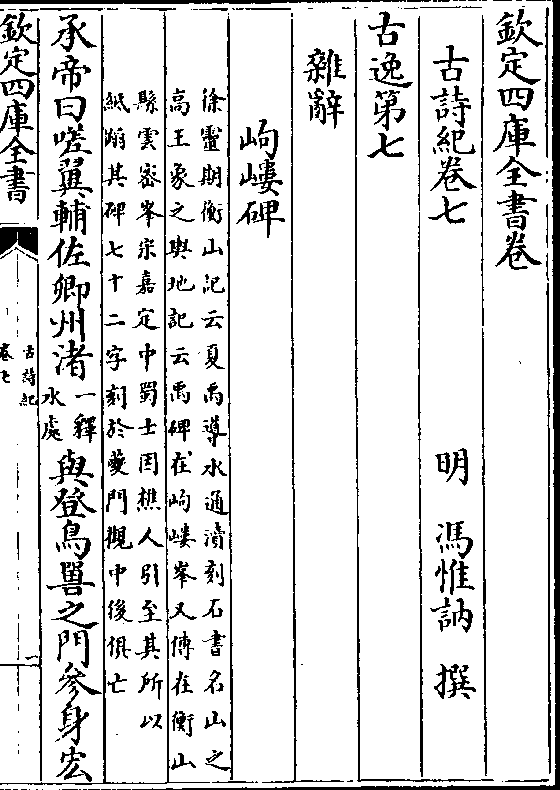 欽定四庫全書卷
古詩紀卷七
明 馮惟訥 撰
古逸第七
雜辭
岣嶁碑
徐靈期衡山記云夏禹導水通瀆刻石書名山之
高王象之輿地記云禹碑在岣嶁峯又傳在衡山
縣雲密峯宋嘉定中蜀士因樵人引至其所以
紙搨其碑七十二字刻於夔門觀中後俱亡
承帝曰嗟翼輔佐卿州渚
一釋
水處
與登鳥獸之門參身宏
欽定四庫全書
古詩紀
卷七
一